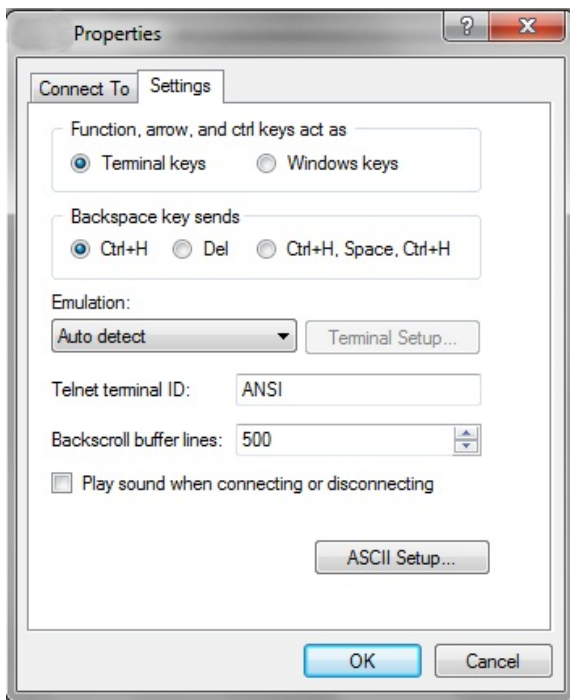 Properties
Connect To Settings
Function, arrow, and ctrl keys act as
Terminal keys Windows keys
Backspace key sends
Ctrl+H Del Ctrl+H, Space, Ctrl+H
Emulation:
Auto detect Terminal Setup...
Telnet terminal ID: ANSI
Backscroll buffer lines: 500
Play sound when connecting or disconnecting
ASCII Setup...
OK Cancel